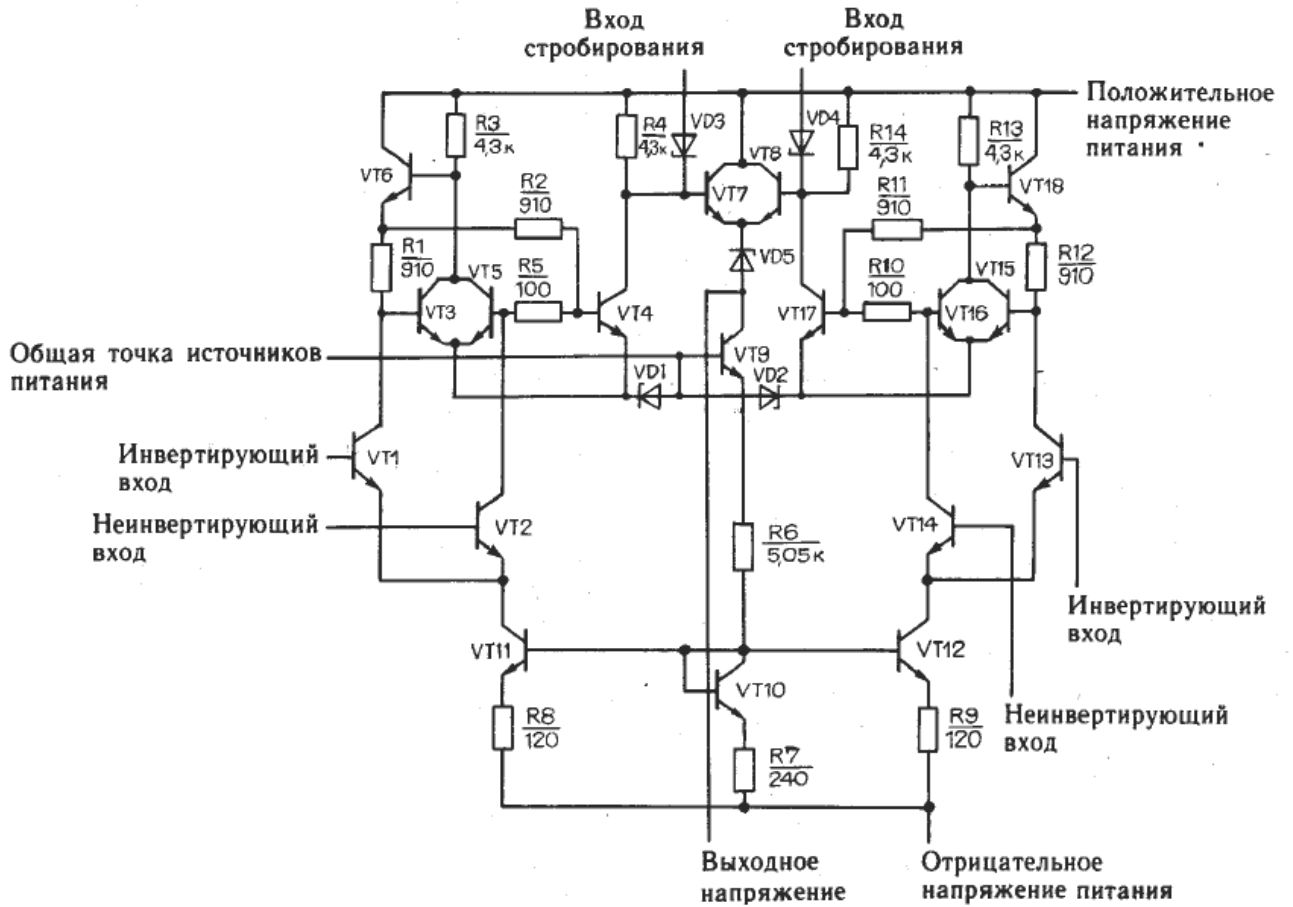 Вход
стробирования
Вход
стробирования
Положительное
напряжение
питания
R3
4,3к
R4
4,3к
VD3
VD4
R14
4,3к
R13
4,3к
VT6
VT8
VT7
VT18
R2
910
R11
910
R1
910
VT5
R5
100
VD5
R10
100
VT15
R12
910
VT3
VT4
VT17
VT16
Общая точка источников
питания
VT9
VD1
VD2
Инвертирующий
вход
VT1
VT13
Неинвертирующий
вход
VT2
VT14
R6
5,05к
Инвертирующий
вход
VT11
VT12
VT10
R8
120
R7
240
R9
120
Неинвертирующий
вход
Выходное
напряжение
Отрицательное
напряжение питания